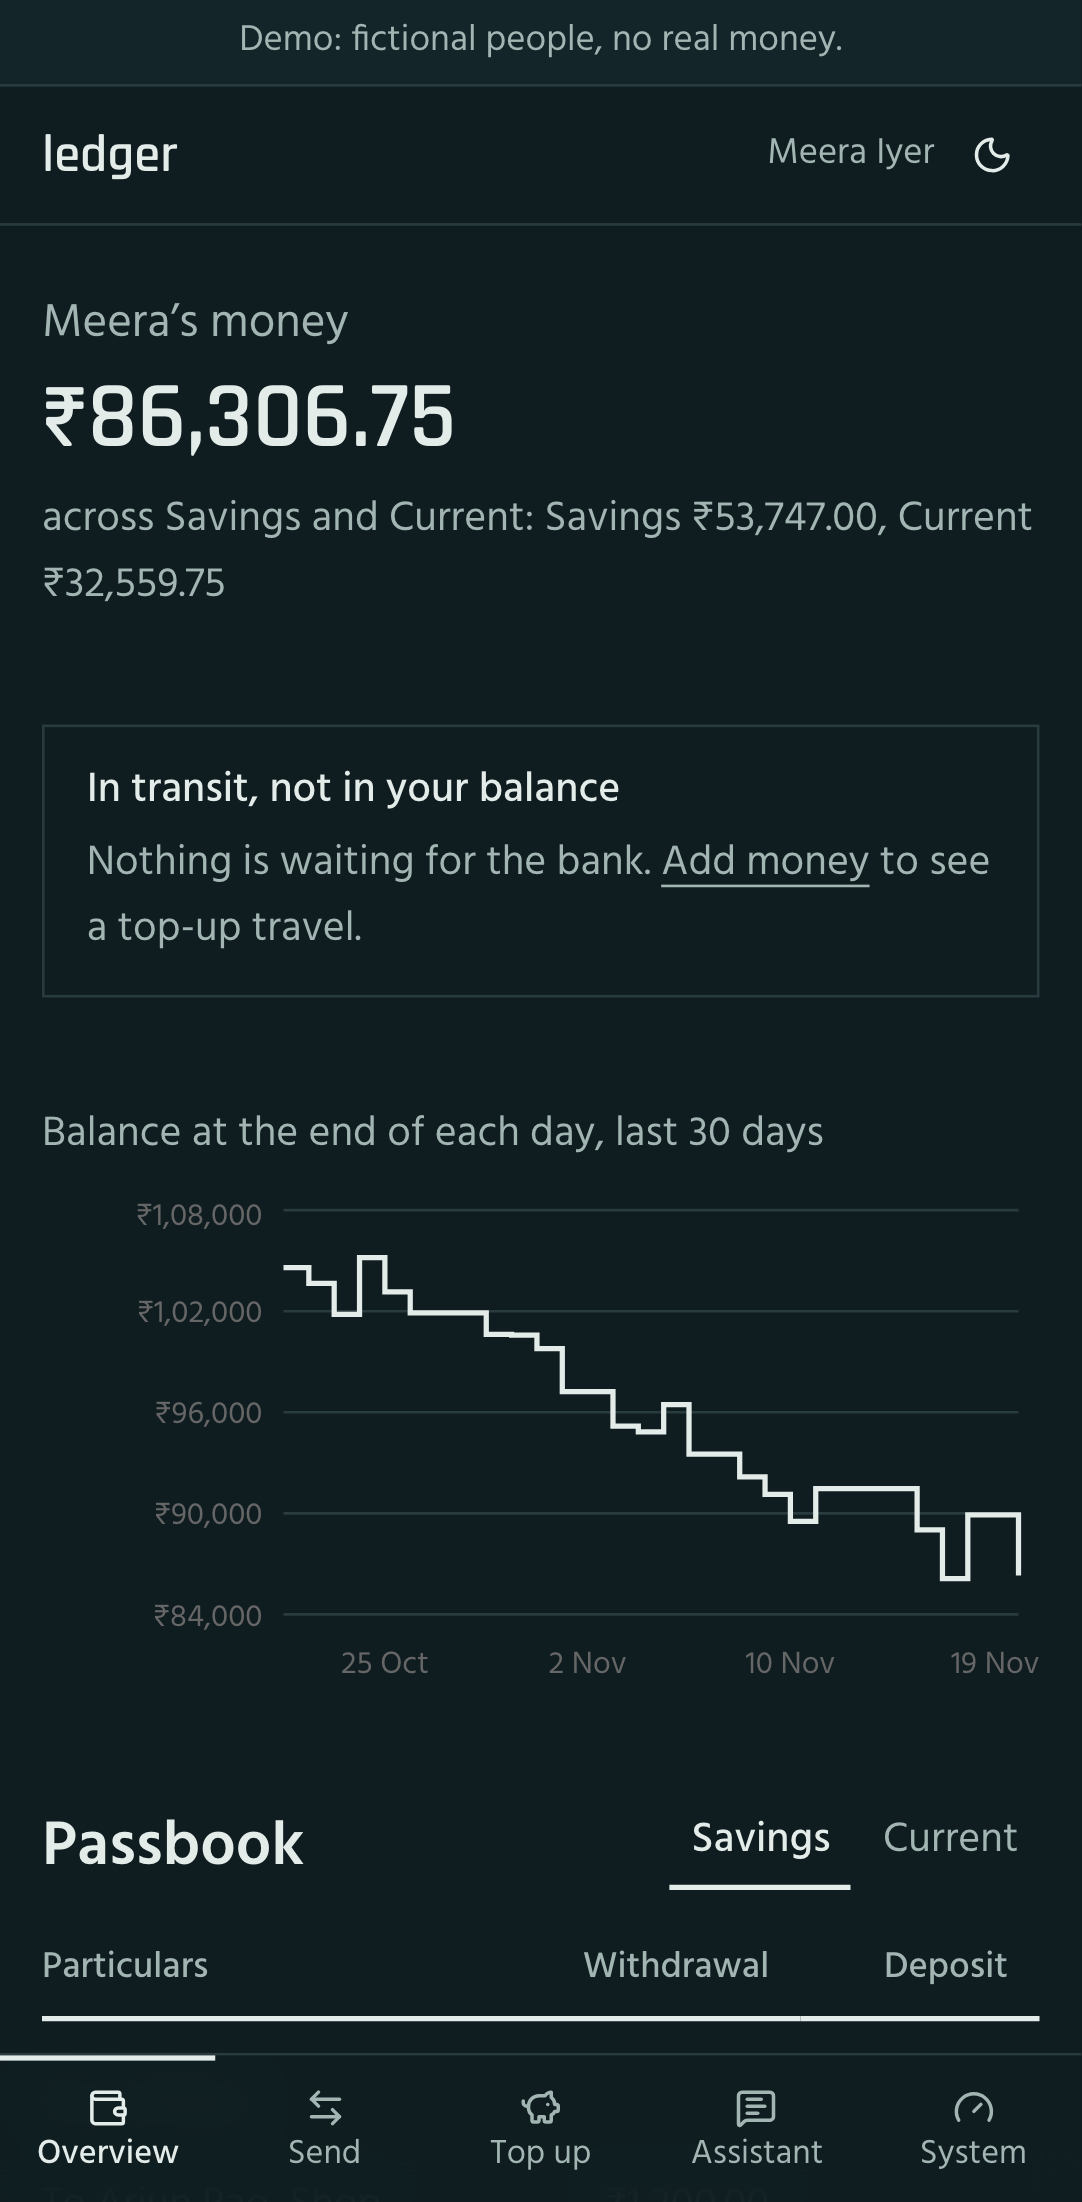 Demo: fictional people, no real money.
ledger
Meera Iyer
Meera’s money
₹86,306.75
across Savings and Current: Savings ₹53,747.00, Current
₹32,559.75
In transit, not in your balance
Nothing is waiting for the bank. Add money to see
a top-up travel.
Balance at the end of each day, last 30 days
₹1,08,000
₹1,02,000
₹96,000
₹90,000
₹84,000
25 Oct 2 Nov 10 Nov 19 Nov
Passbook
Savings Current
Particulars Withdrawal Deposit
Overview Send Top up Assistant System